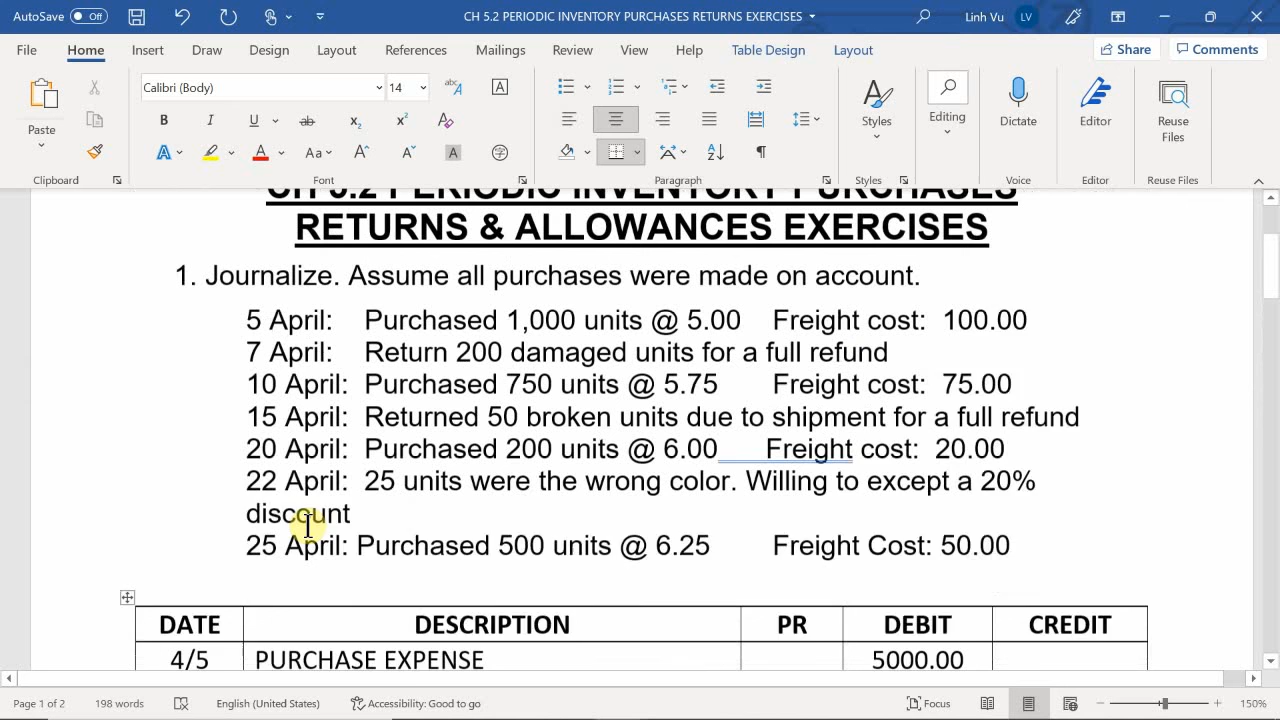 AutoSave Off
CH 5.2 PERIODIC INVENTORY PURCHASES RETURNS EXERCISES
Linh Vu LV
File Home Insert Draw Design Layout References Mailings Review View Help Table Design Layout Share Comments
Calibri (Body) 14
Paste
Styles
Editing
Dictate
Editor
Reuse Files
Clipboard Font Paragraph Styles Voice Editor Reuse Files
CH 5.2 PERIODIC INVENTORY PURCHASES
RETURNS & ALLOWANCES EXERCISES
1. Journalize. Assume all purchases were made on account.
5 April: Purchased 1,000 units @ 5.00 Freight cost: 100.00
7 April: Return 200 damaged units for a full refund
10 April: Purchased 750 units @ 5.75 Freight cost: 75.00
15 April: Returned 50 broken units due to shipment for a full refund
20 April: Purchased 200 units @ 6.00 Freight cost: 20.00
22 April: 25 units were the wrong color. Willing to except a 20%
discount
25 April: Purchased 500 units @ 6.25 Freight Cost: 50.00
DATE DESCRIPTION PR DEBIT CREDIT
4/5 PURCHASE EXPENSE 5000.00
Page 1 of 2 198 words English (United States) Accessibility: Good to go Focus 150%